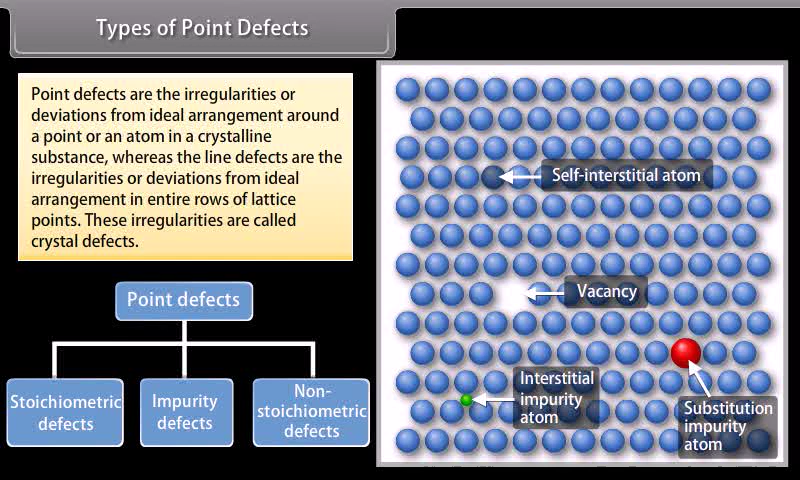 Types of Point Defects
Point defects are the irregularities or
deviations from ideal arrangement around
a point or an atom in a crystalline
substance, whereas the line defects are the
irregularities or deviations from ideal
arrangement in entire rows of lattice
points. These irregularities are called
crystal defects.
Point defects
Stoichiometric
defects
Impurity
defects
Non-
stoichiometric
defects
Self-interstitial atom
Vacancy
Interstitial
impurity
atom
Substitution
impurity
atom